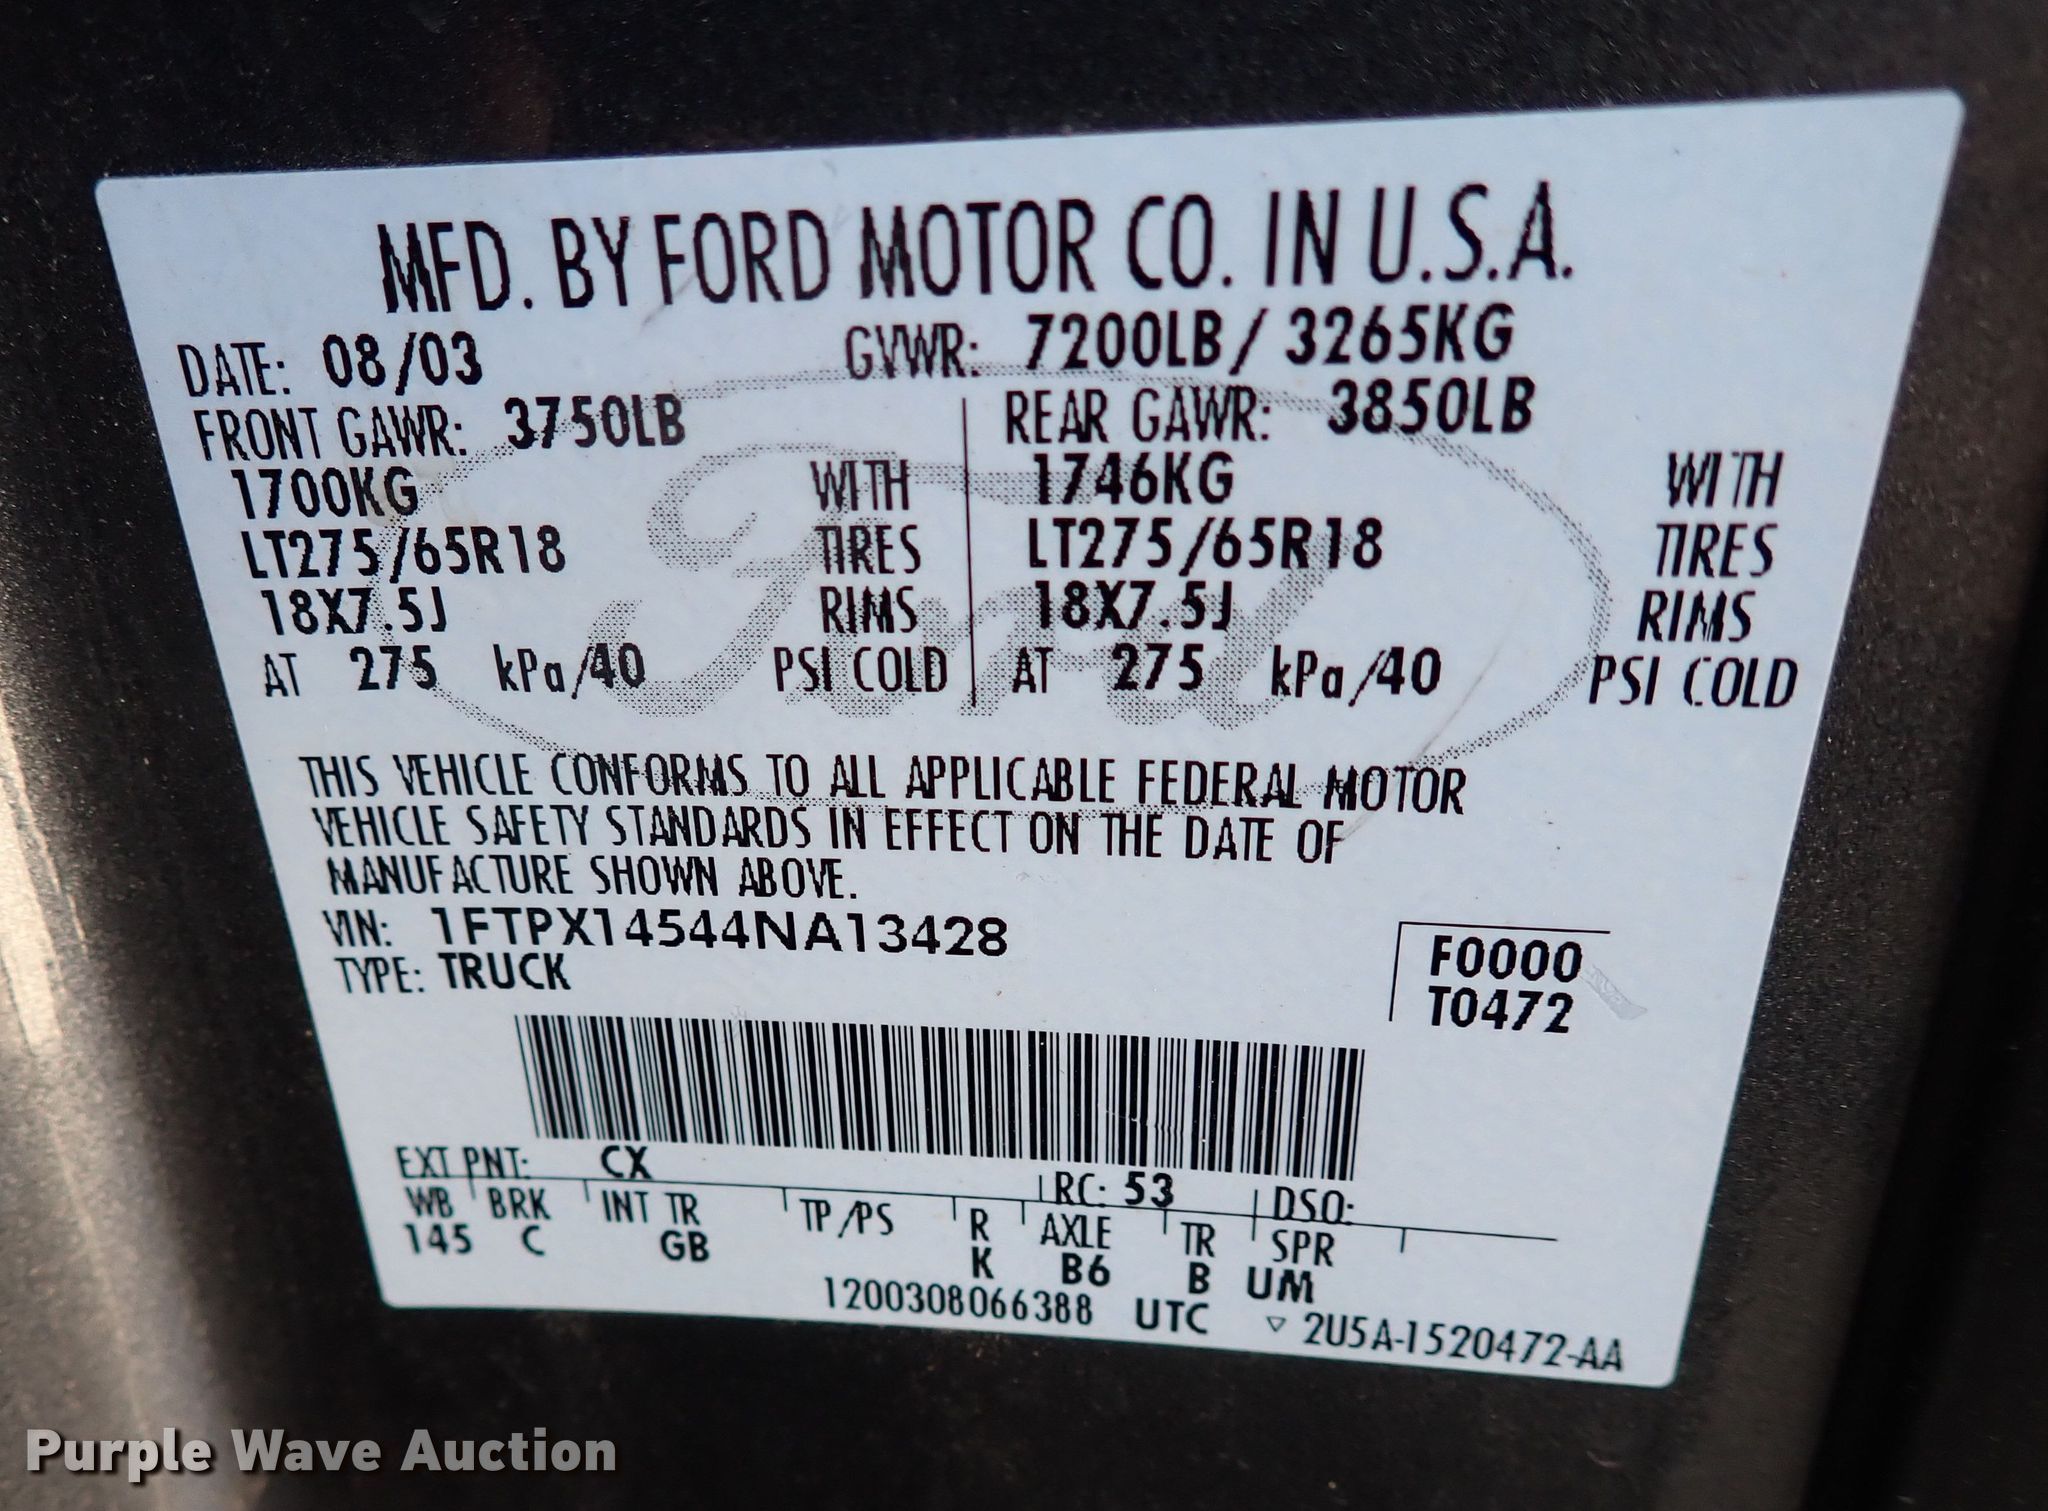 MFD. BY FORD MOTOR CO. IN U.S.A.
DATE: 08/03 GVWR: 7200LB/ 3265KG
FRONT GAWR: 3750LB REAR GAWR: 3850LB
1700KG WITH 1746KG WITH
LT275/65R18 TIRES LT275/65R18 TIRES
18X7.5J RIMS 18X7.5J RIMS
AT 275 kPa/40 PSI COLD AT 275 kPa/40 PSI COLD
Ford
THIS VEHICLE CONFORMS TO ALL APPLICABLE FEDERAL MOTOR
VEHICLE SAFETY STANDARDS IN EFFECT ON THE DATE OF
MANUFACTURE SHOWN ABOVE.
VIN: 1FTPX14544NA13428
TYPE: TRUCK
F0000
T0472
EXT PNT: CX RC: 53 DSO:
WB BRK INT TR TP/PS R AXLE TR SPR
145 C GB K B6 B UM
1200308066388 UTC ▽ 2U5A-1520472-AA
Purple Wave Auction